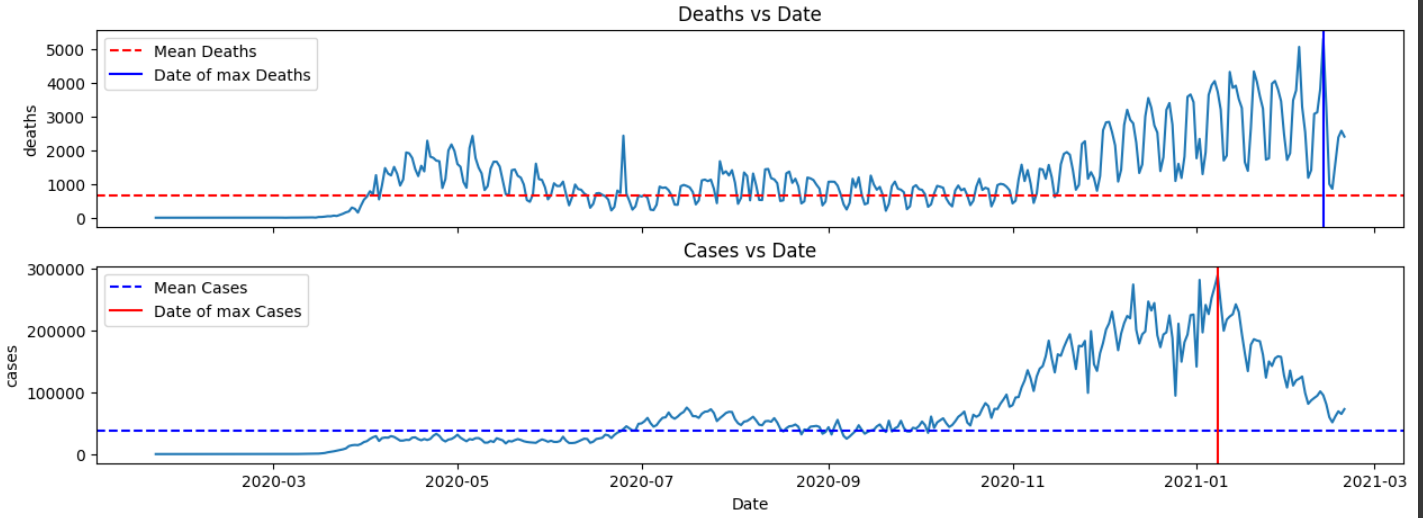 Deaths vs Date
Mean Deaths
Date of max Deaths
deaths
5000
4000
3000
2000
1000
0
Cases vs Date
Mean Cases
Date of max Cases
cases
300000
200000
100000
0
2020-03 2020-05 2020-07 2020-09 2020-11 2021-01 2021-03
Date